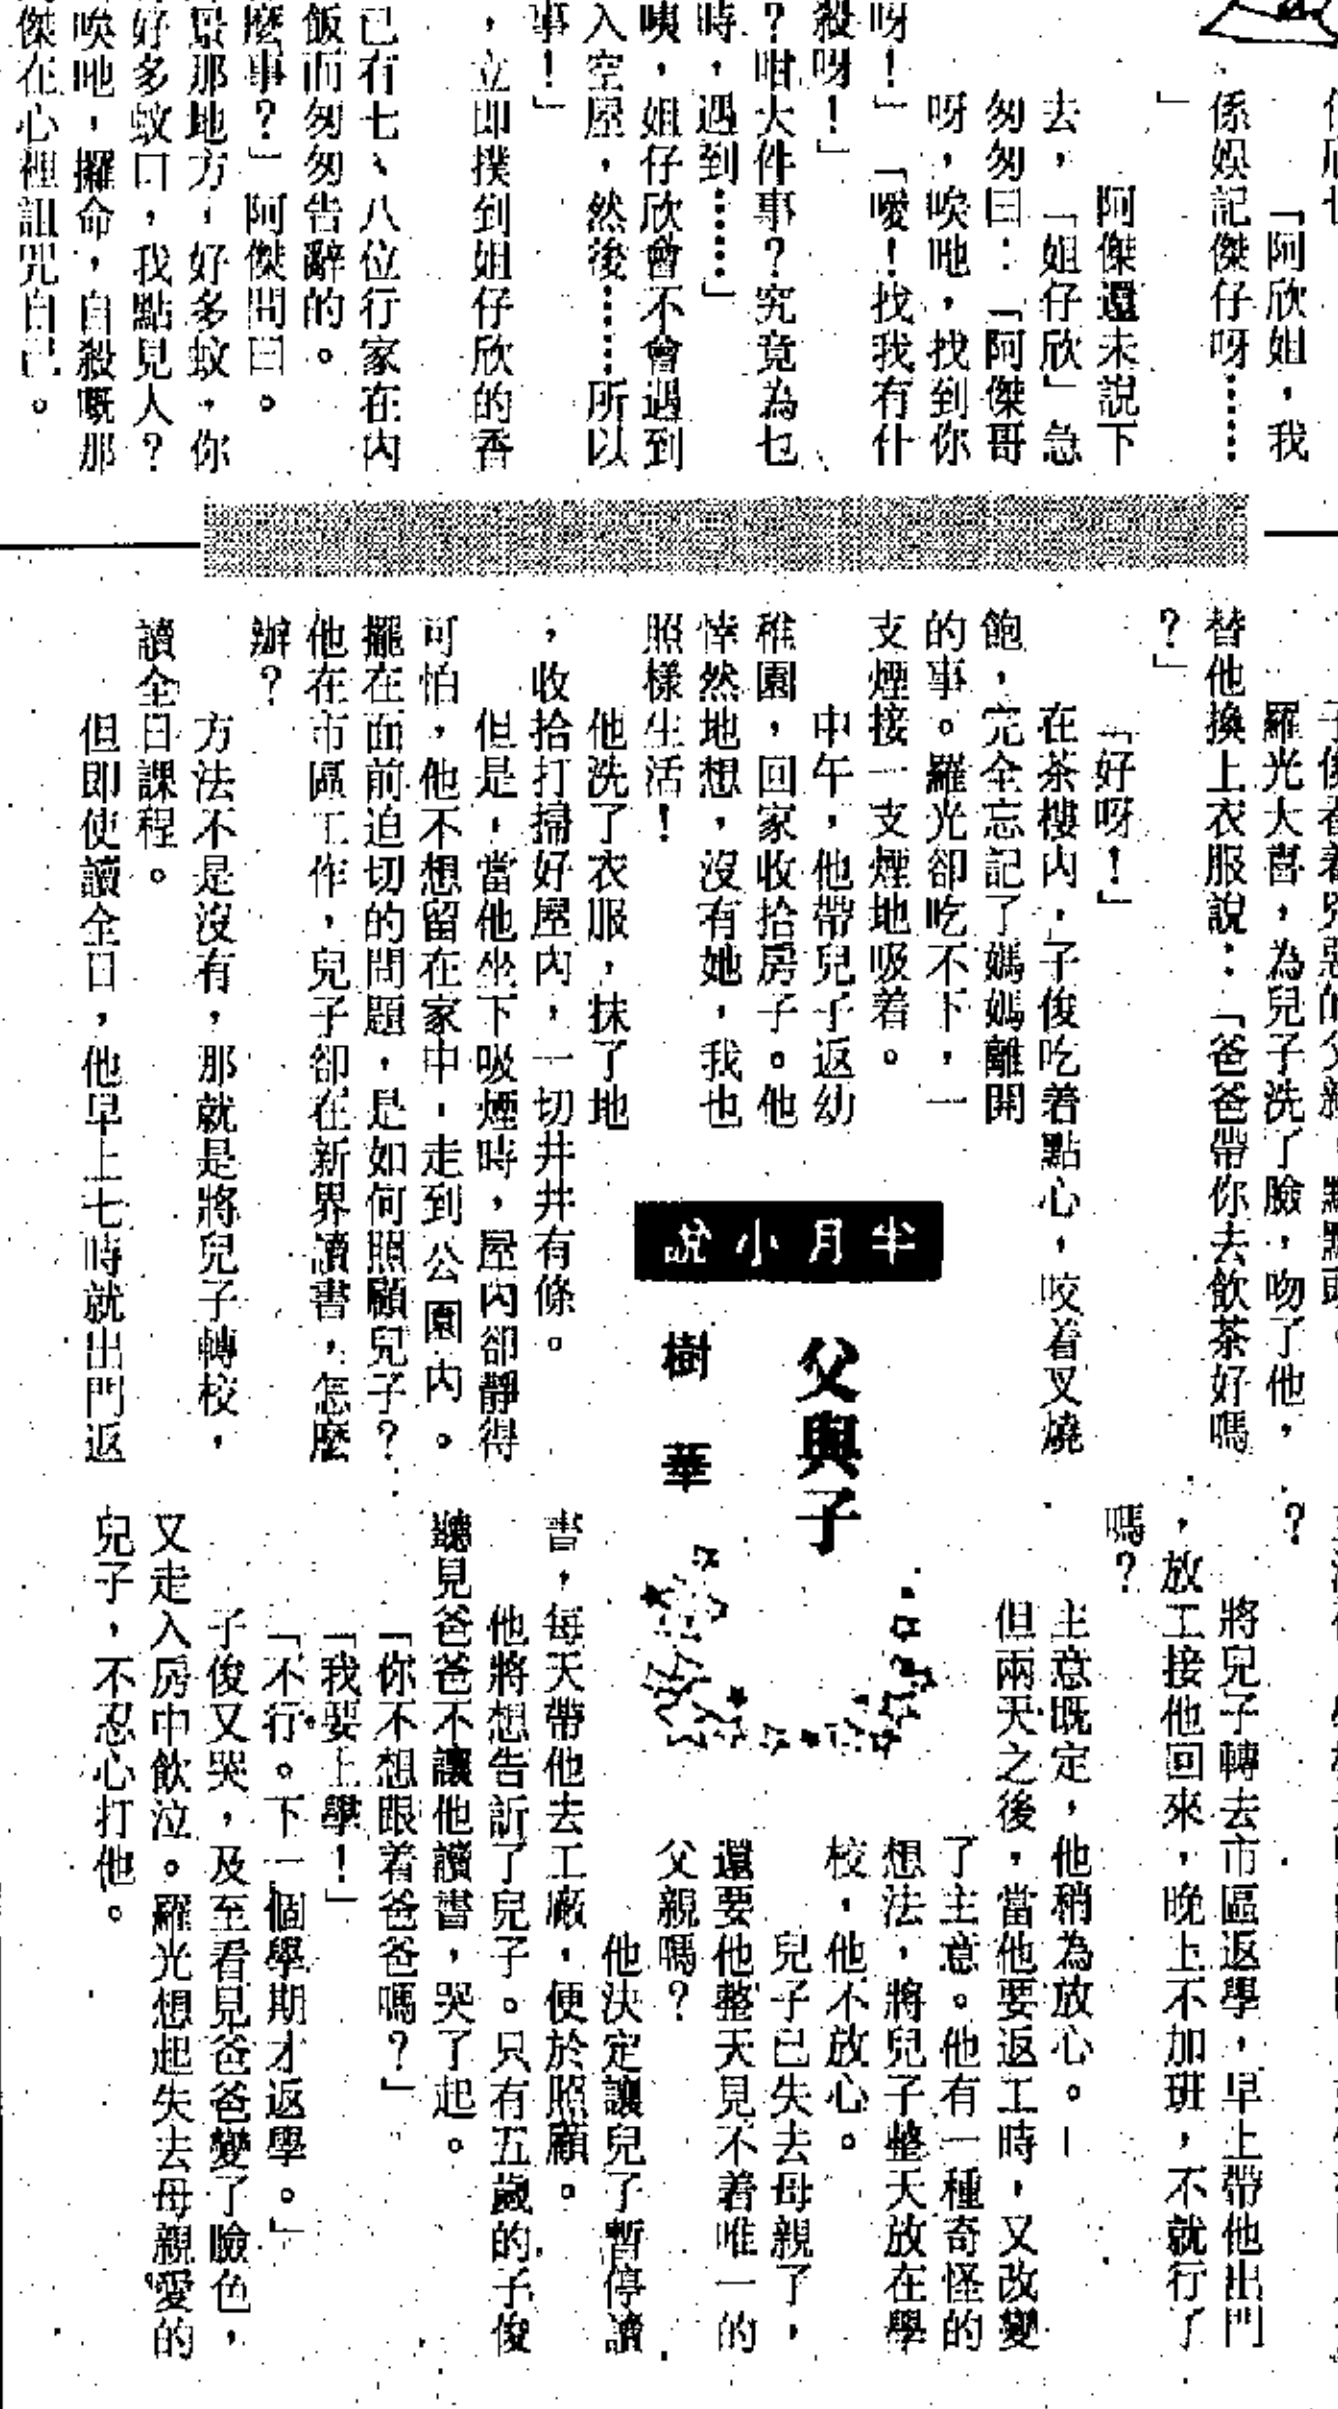 「阿欣姐，我
係娛記傑仔呀……
」
阿傑還未說下
去，「姐仔欣」急
匆匆曰：「阿傑哥
呀，唉吔，找到你
呀！」「噯！找我有什
殺呀！」
？咁大件事？究竟為乜
時，遇到……」
咦，姐仔欣會不會遇到
入空屋，然後……所以
事！」
，立即撲到姐仔欣的香
已有七、八位行家在內
飯而匆匆告辭的。
麼事？」阿傑問曰。
景那地方，好多蚊，你
好多蚊口，我點見人？
唉吔，攞命，自殺嘅那
傑在心裡詛咒自己。
羅光大喜，為兒子洗了臉，吻了他，
替他換上衣服說：「爸爸帶你去飲茶好嗎
？」
「好呀！」
在茶樓內，子俊吃着點心，咬着叉燒
飽，完全忘記了媽媽離開
的事。羅光卻吃不下，一
支煙接一支煙地吸着。
中午，他帶兒子返幼
稚園，回家收拾房子。他
悻然地想，沒有她，我也
照樣生活！
半月小說
父與子
樹華
他洗了衣服，抹了地
，收拾打掃好屋內，一切井井有條。
但是，當他坐下吸煙時，屋內卻靜得
可怕，他不想留在家中，走到公園內。
擺在面前迫切的問題，是如何照顧兒子？
他在市區工作，兒子卻在新界讀書，怎麼
辦？
方法不是沒有，那就是將兒子轉校，
讀全日課程。
但即使讀全日，他早上七時就出門返
？
將兒子轉去市區返學，早上帶他出門
，放工接他回來，晚上不加班，不就行了
嗎？
主意既定，他稍為放心。
但兩天之後，當他要返工時，又改變
了主意。他有一種奇怪的
想法，將兒子整天放在學
校，他不放心。
兒子已失去母親了，
還要他整天見不着唯一的
父親嗎？
他決定讓兒子暫停讀
書，每天帶他去工廠，便於照顧。
他將想告訴了兒子。只有五歲的子俊
聽見爸爸不讓他讀書，哭了起。
「你不想跟着爸爸嗎？」
「我要上學！」
「不行。下一個學期才返學。」
子俊又哭，及至看見爸爸變了臉色，
又走入房中飲泣。羅光想起失去母親愛的
兒子，不忍心打他。